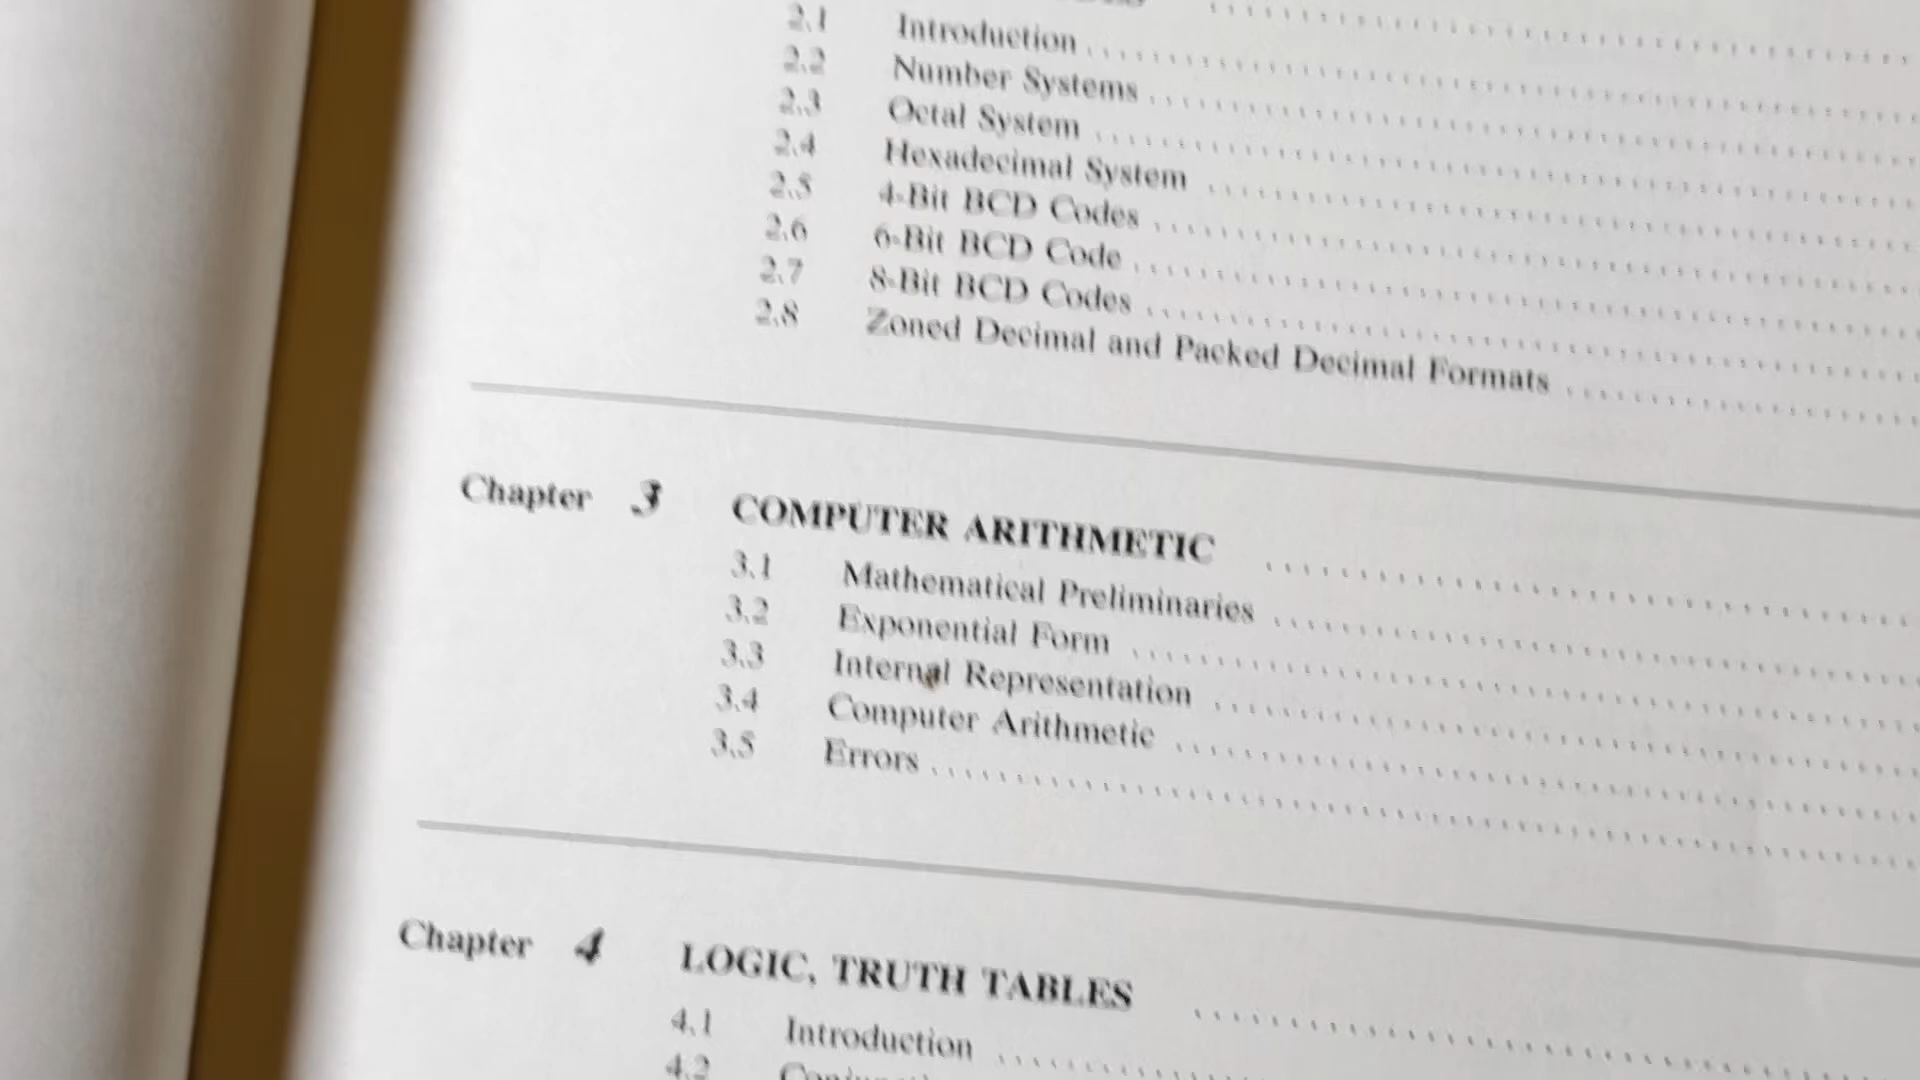 2.1 Introduction
2.2 Number Systems
2.3 Octal System
2.4 Hexadecimal System
2.5 4-Bit BCD Codes
2.6 6-Bit BCD Code
2.7 8-Bit BCD Codes
2.8 Zoned Decimal and Packed Decimal Formats
Chapter 3 COMPUTER ARITHMETIC
3.1 Mathematical Preliminaries
3.2 Exponential Form
3.3 Internal Representation
3.4 Computer Arithmetic
3.5 Errors
Chapter 4 LOGIC, TRUTH TABLES
4.1 Introduction
4.2